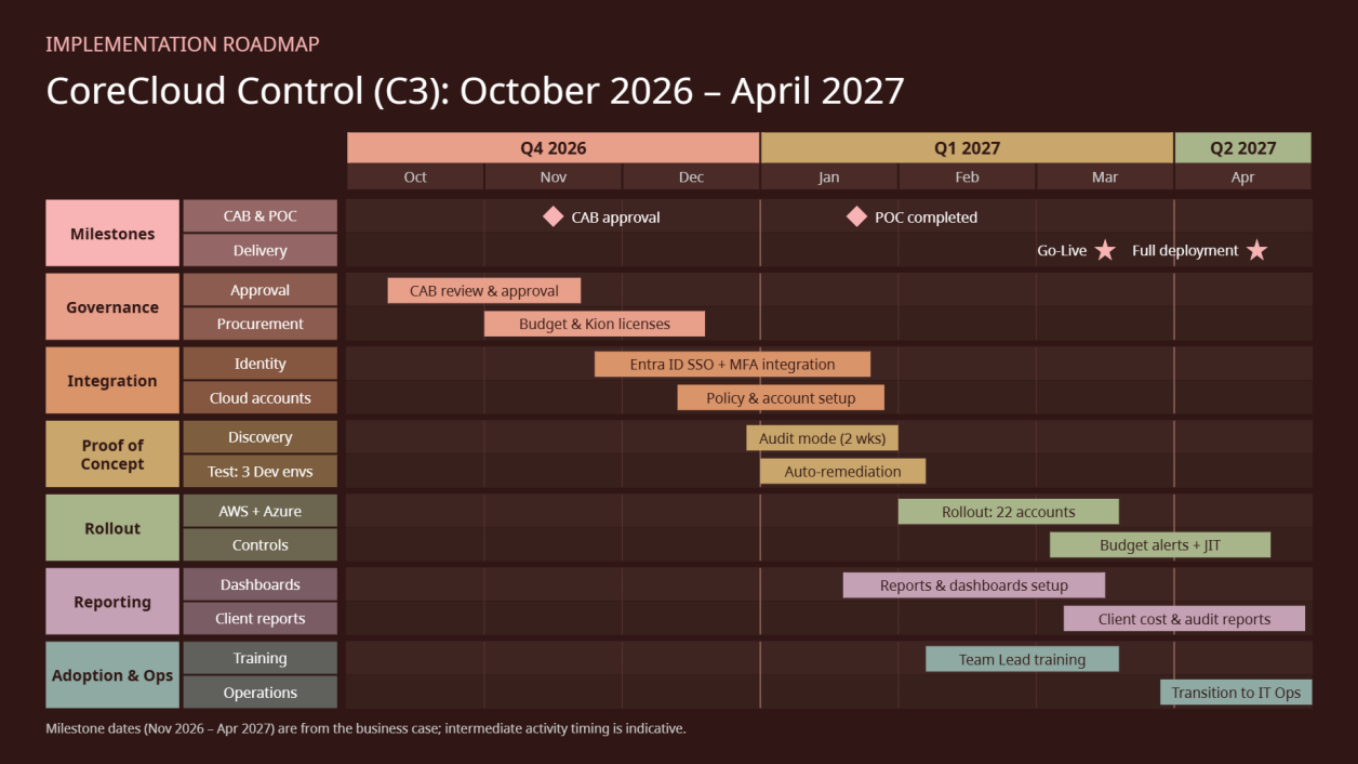 IMPLEMENTATION ROADMAP
CoreCloud Control (C3): October 2026 – April 2027
Q4 2026
Q1 2027
Q2 2027
Oct
Nov
Dec
Jan
Feb
Mar
Apr
Milestones
CAB & POC
CAB approval
POC completed
Delivery
Go-Live
Full deployment
Governance
Approval
CAB review & approval
Procurement
Budget & Kion licenses
Integration
Identity
Entra ID SSO + MFA integration
Cloud accounts
Policy & account setup
Proof of
Concept
Discovery
Audit mode (2 wks)
Test: 3 Dev envs
Auto-remediation
Rollout
AWS + Azure
Rollout: 22 accounts
Controls
Budget alerts + JIT
Reporting
Dashboards
Reports & dashboards setup
Client reports
Client cost & audit reports
Adoption & Ops
Training
Team Lead training
Operations
Transition to IT Ops
Milestone dates (Nov 2026 – Apr 2027) are from the business case; intermediate activity timing is indicative.